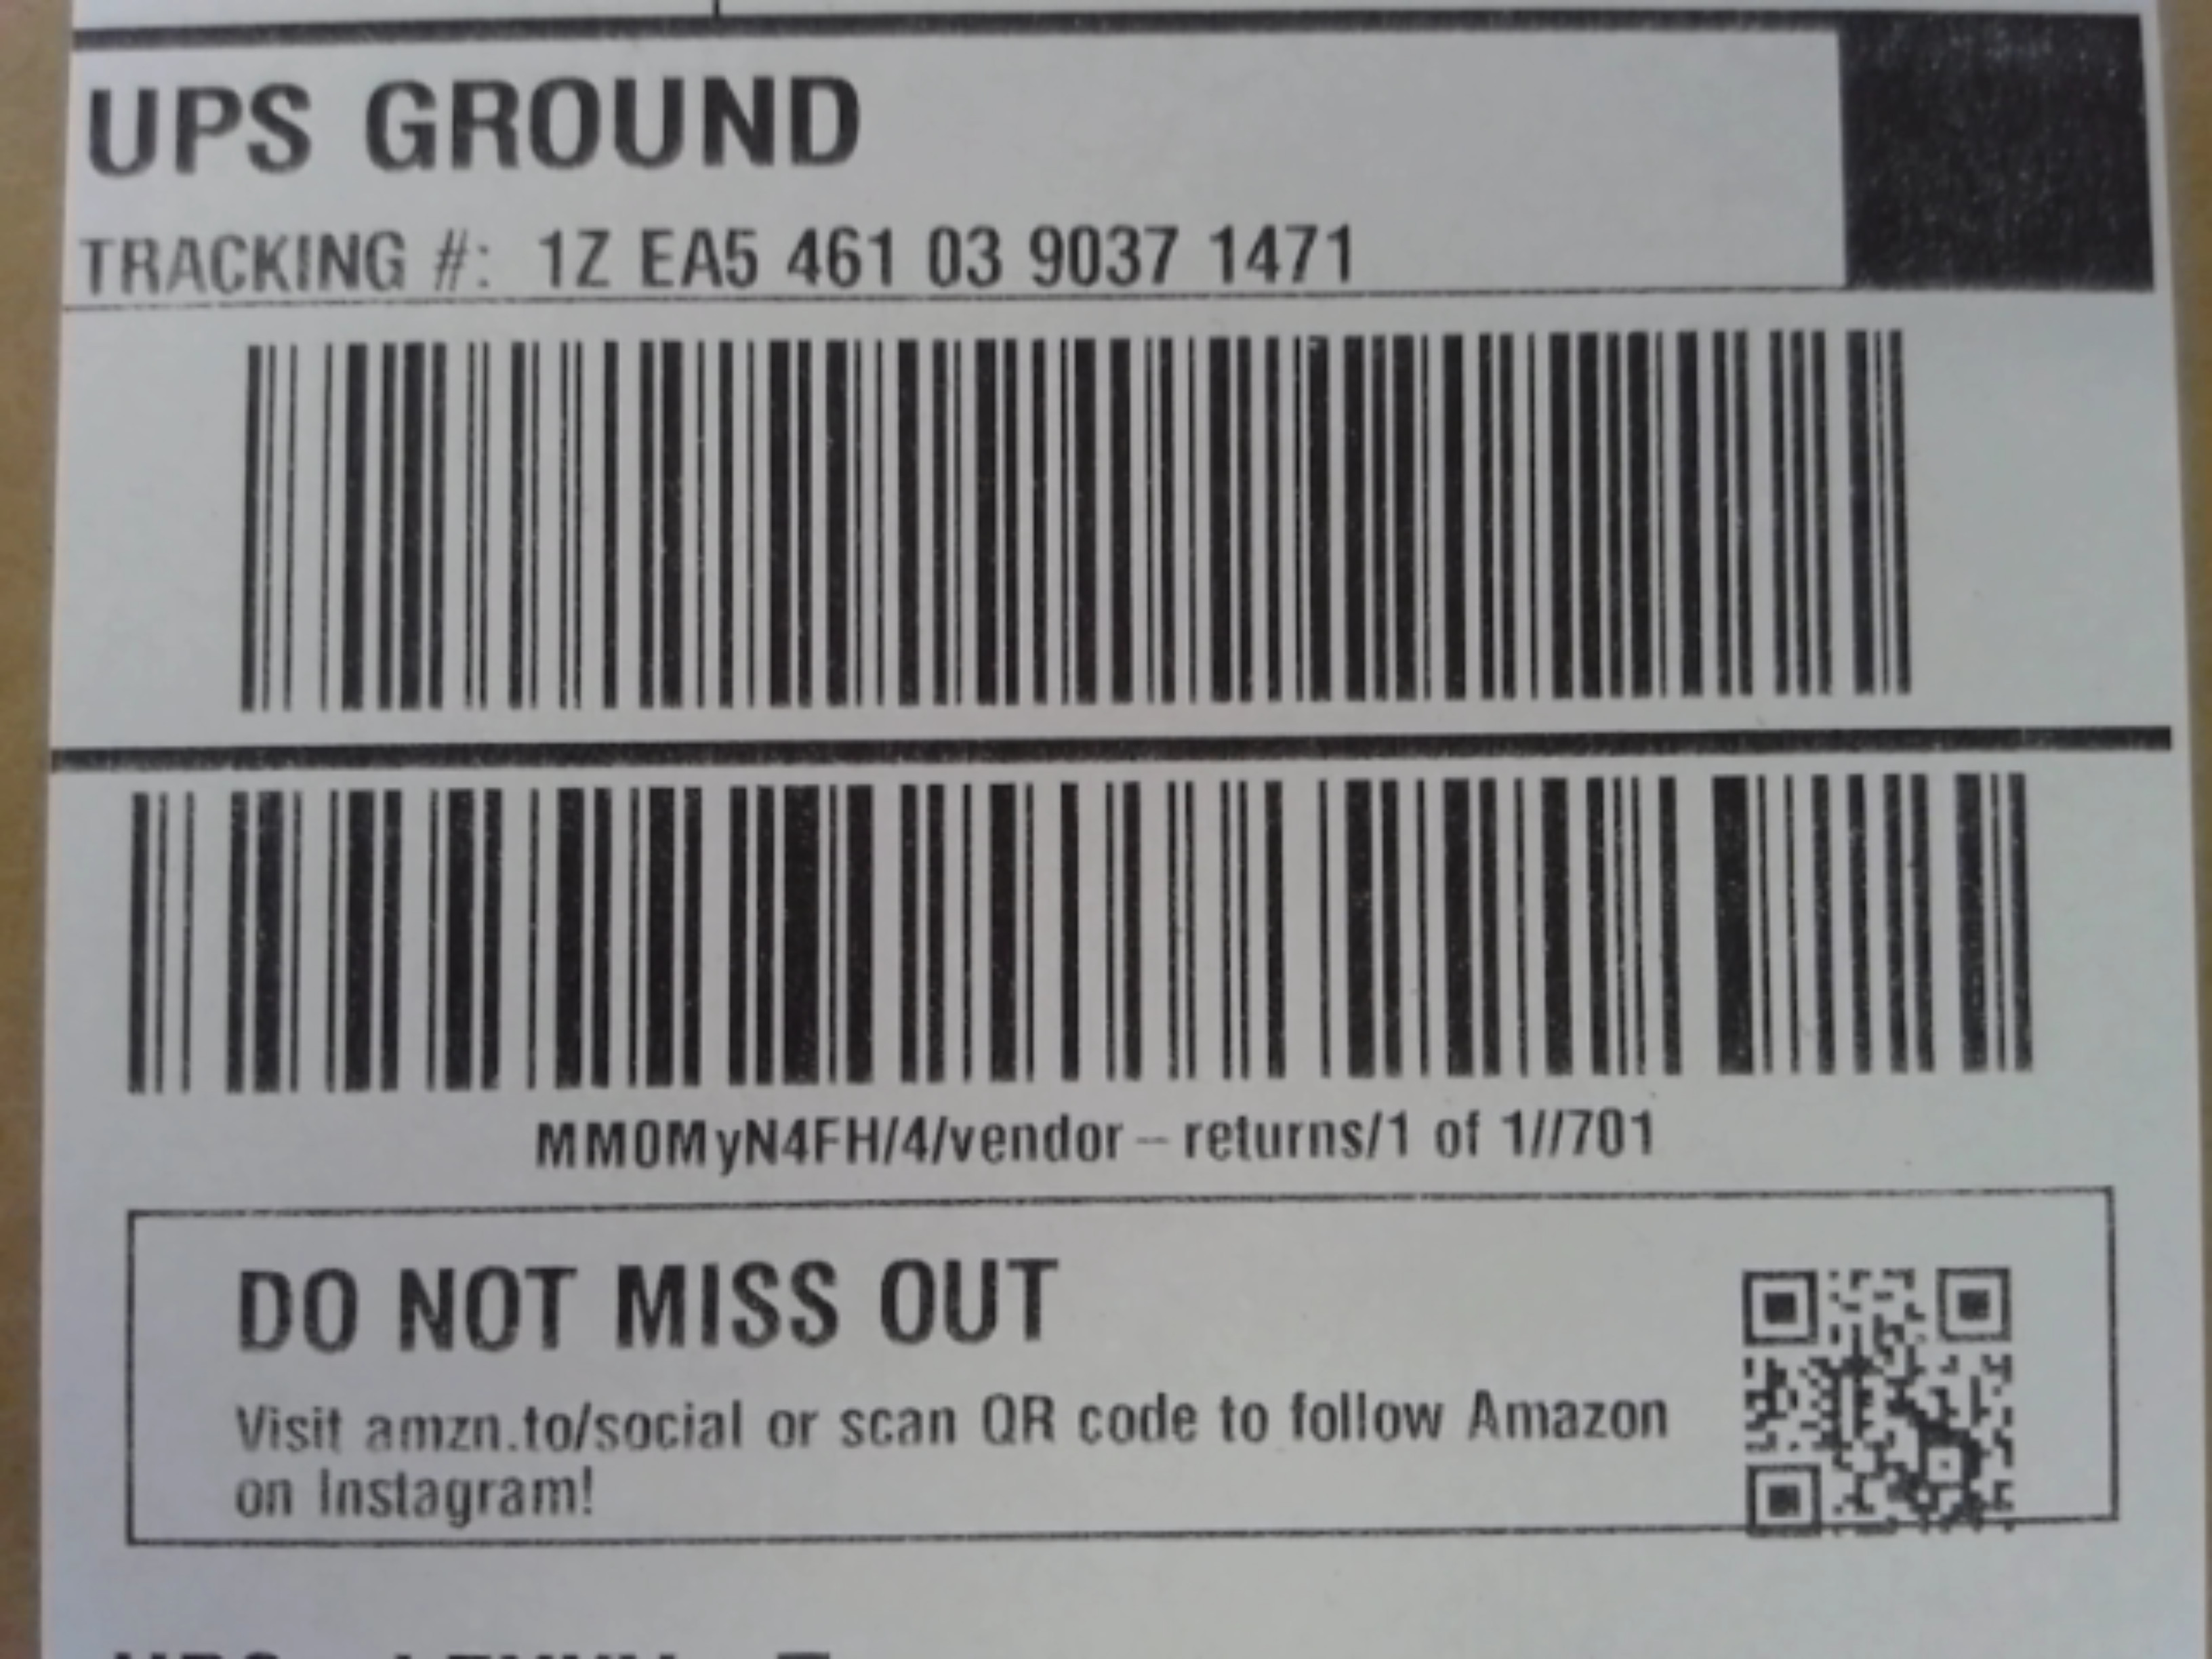 UPS GROUND
TRACKING #: 1Z EA5 461 03 9037 1471
MM0MyN4FH/4/vendor-returns/1 of 1//701
DO NOT MISS OUT
Visit amzn.to/social or scan QR code to follow Amazon
on Instagram!